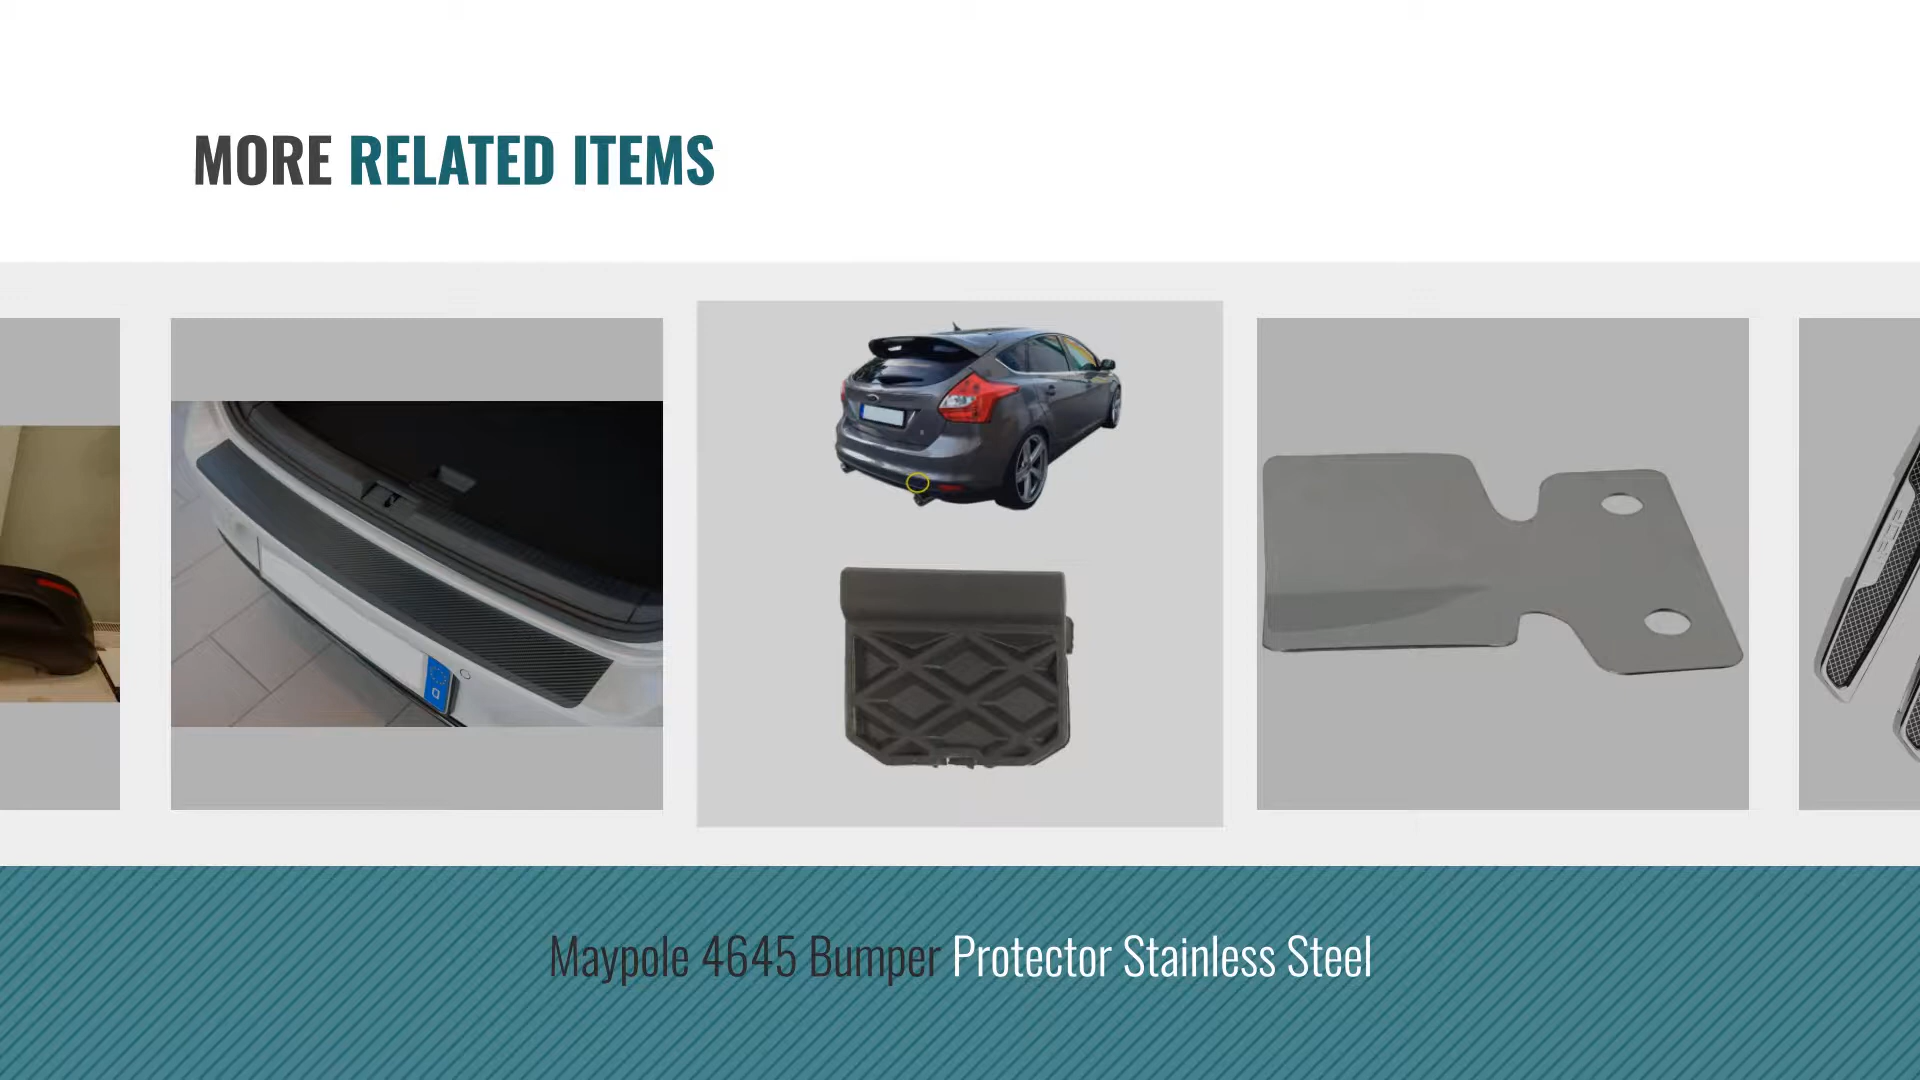 MORE RELATED ITEMS
D
Maypole 4645 Bumper Protector Stainless Steel